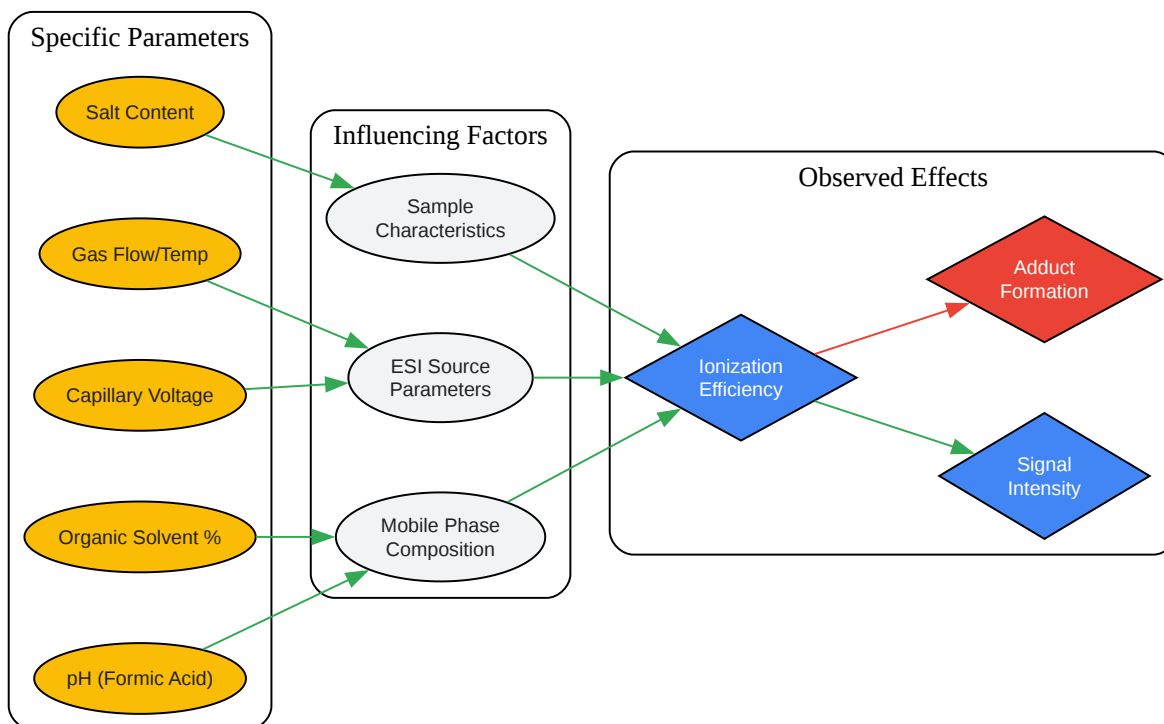 Specific Parameters
Salt Content
Gas Flow/Temp
Capillary Voltage
Organic Solvent %
pH (Formic Acid)
Influencing Factors
Sample
Characteristics
ESI Source
Parameters
Mobile Phase
Composition
Observed Effects
Ionization
Efficiency
Adduct
Formation
Signal
Intensity